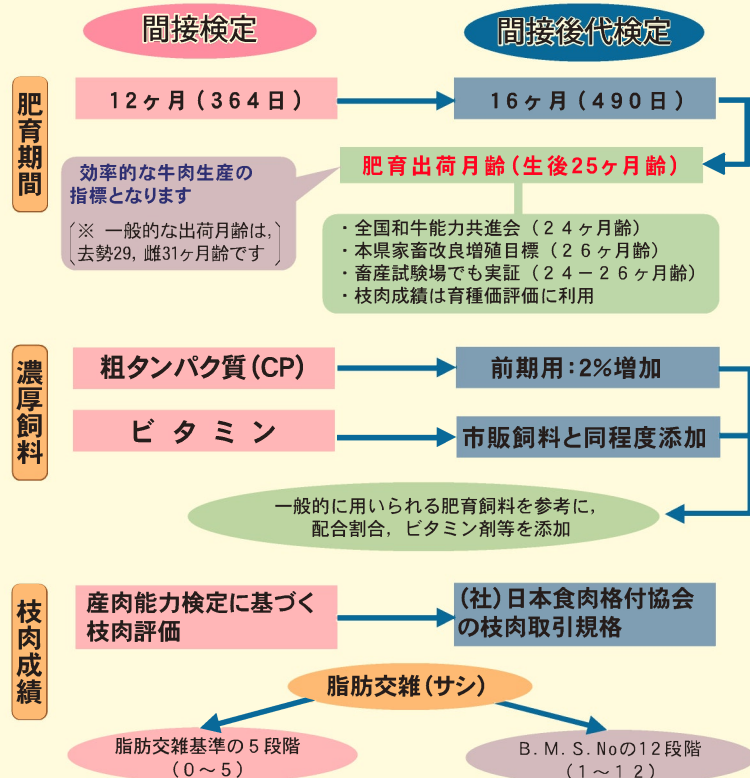 間接検定
間接後代検定
肥育期間
12ヶ月(364日)
16ヶ月(490日)
肥育出荷月齢(生後25ヶ月齢)
効率的な牛肉生産の
指標となります
(※ 一般的な出荷月齢は,
去勢29, 雌31ヶ月齢です)
・全国和牛能力共進会(24ヶ月齢)
・本県家畜改良増殖目標(26ヶ月齢)
・畜産試験場でも実証(24−26ヶ月齢)
・枝肉成績は育種価評価に利用
濃厚飼料
粗タンパク質(CP)
前期用:2%増加
ビタミン
市販飼料と同程度添加
一般的に用いられる肥育飼料を参考に,
配合割合, ビタミン剤等を添加
枝肉成績
産肉能力検定に基づく
枝肉評価
(社)日本食肉格付協会
の枝肉取引規格
脂肪交雑(サシ)
脂肪交雑基準の5段階
(0〜5)
B.M.S.Noの12段階
(1〜12)